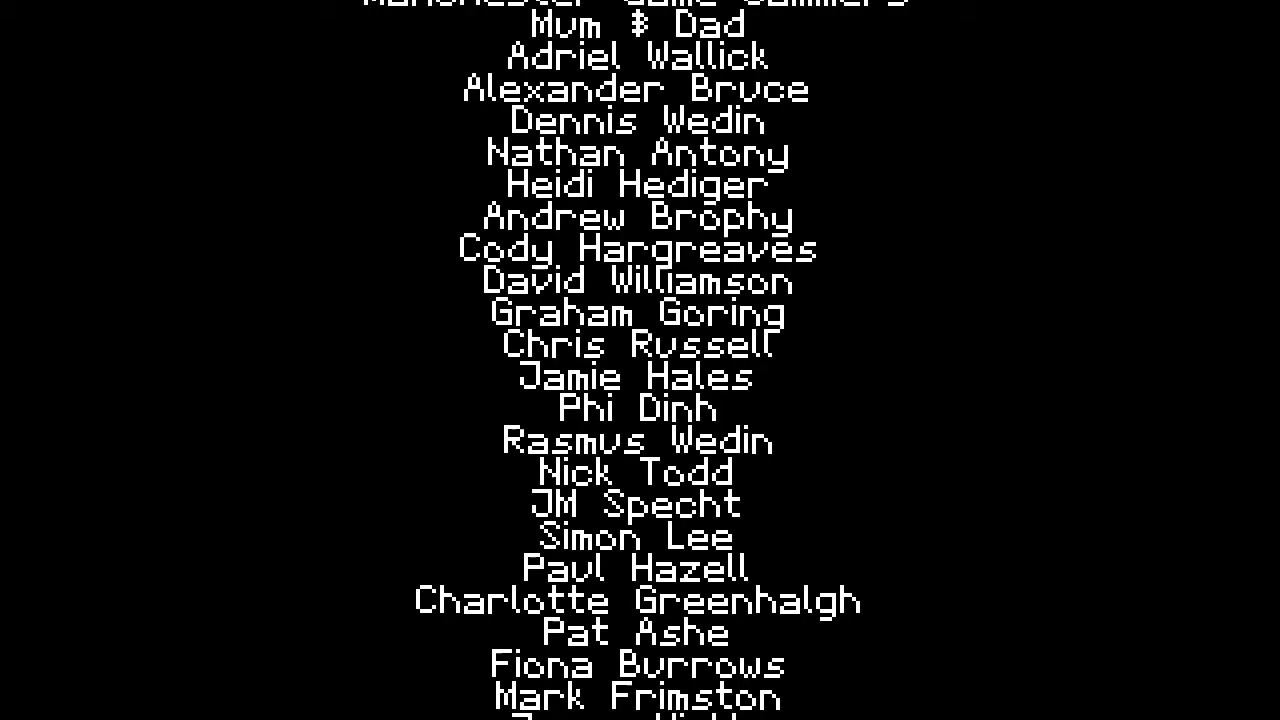 Mum & Dad
Adriel Wallick
Alexander Bruce
Dennis Wedin
Nathan Antony
Heidi Hediger
Andrew Brophy
Cody Hargreaves
David Williamson
Graham Goring
Chris Russell
Jamie Hales
Phi Dinh
Rasmus Wedin
Nick Todd
JM Specht
Simon Lee
Paul Hazell
Charlotte Greenhalgh
Pat Ashe
Fiona Burrows
Mark Frimston